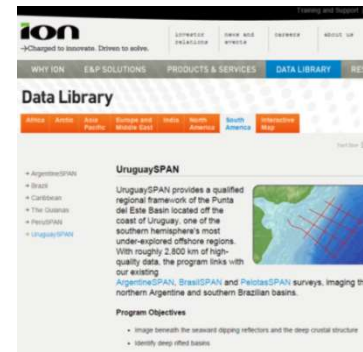 Training and Support
ion
Charged to innovate. Driven to solve.
investor relations
news and events
careers
about us
WHY ION
E&P SOLUTIONS
PRODUCTS & SERVICES
DATA LIBRARY
RE
Data Library
Africa
Arctic
Asia Pacific
Europe and Middle East
India
North America
South America
Interactive Map
ArgentineSPAN
Brazil
Caribbean
The Guianas
PeruSPAN
UruguaySPAN
UruguaySPAN
UruguaySPAN provides a qualified
regional framework of the Punta
del Este Basin located off the
coast of Uruguay, one of the
southern hemisphere's most
under-explored offshore regions.
With roughly 2,800 km of high-
quality data, the program links with
our existing
ArgentineSPAN, BrasilSPAN and PelotasSPAN surveys, imaging th
northern Argentine and southern Brazilian basins.
Program Objectives
• Image beneath the seaward dipping reflectors and the deep crustal structure
• Identify deep rifted basins